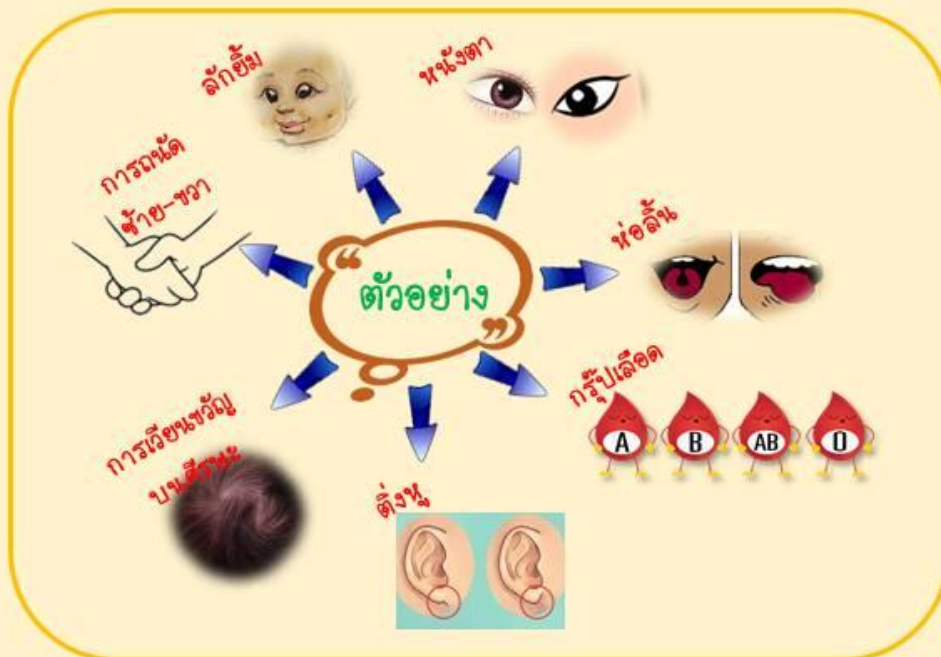 ลักยิ้ม
หนังตา
การถนัด
ซ้าย-ขวา
ห่อลิ้น
“ตัวอย่าง”
กรุ๊ปเลือด
A B AB O
การเวียนขวัญ
บนศีรษะ
ติ่งหู